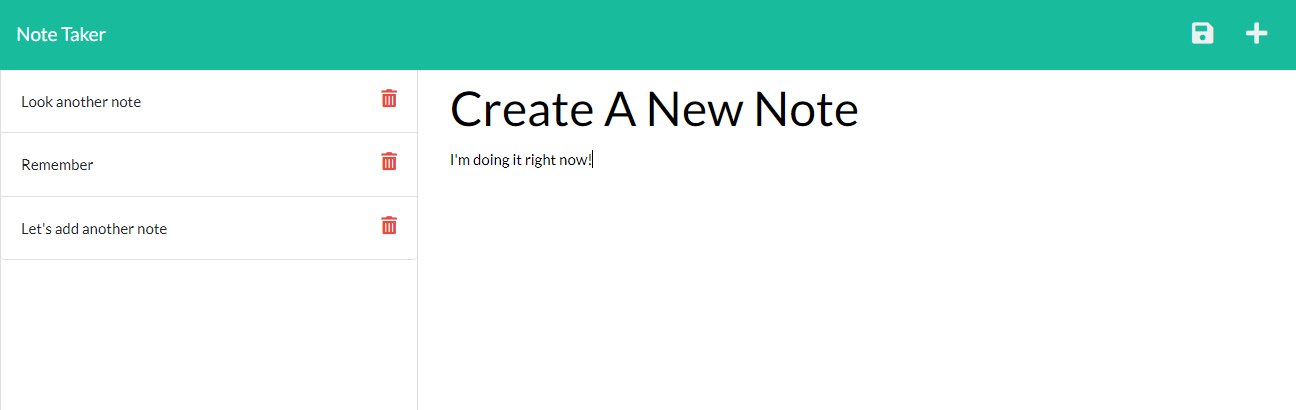 Note Taker
Look another note
Remember
Let's add another note
Create A New Note
I'm doing it right now!